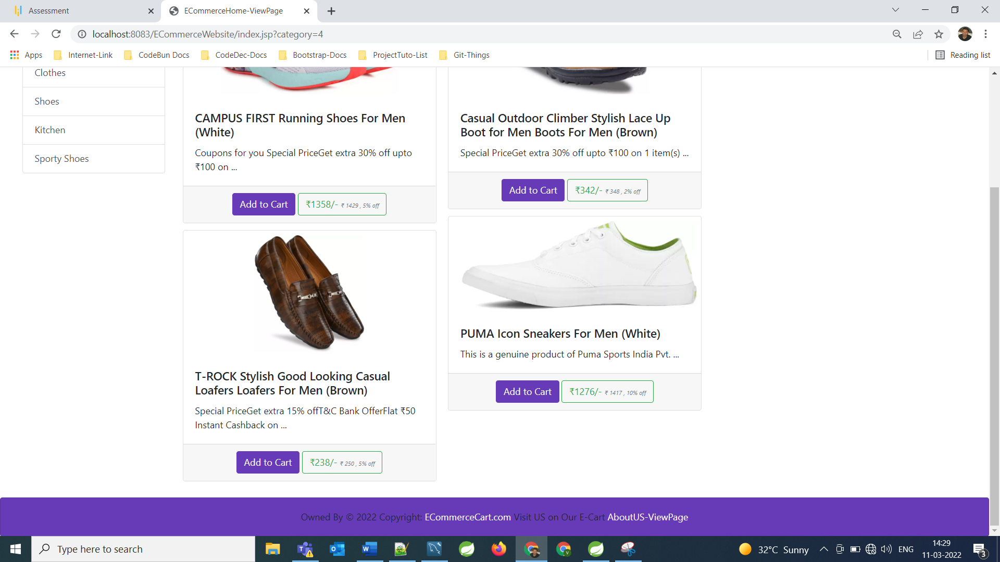 Assessment
ECommerceHome-ViewPage
localhost:8083/ECommerceWebsite/index.jsp?category=4
Apps
Internet-Link
CodeBun Docs
CodeDec-Docs
Bootstrap-Docs
ProjectTuto-List
Git-Things
Reading list
Clothes
Shoes
Kitchen
Sporty Shoes
CAMPUS FIRST Running Shoes For Men
(White)
Coupons for you Special PriceGet extra 30% off upto
₹100 on ...
Add to Cart
₹1358/- ₹ 1429 , 5% off
Casual Outdoor Climber Stylish Lace Up
Boot for Men Boots For Men (Brown)
Special PriceGet extra 30% off upto ₹100 on 1 item(s) ...
Add to Cart
₹342/- ₹ 348 , 2% off
T-ROCK Stylish Good Looking Casual
Loafers Loafers For Men (Brown)
Special PriceGet extra 15% offT&C Bank OfferFlat ₹50
Instant Cashback on ...
Add to Cart
₹238/- ₹ 250 , 5% off
PUMA Icon Sneakers For Men (White)
This is a genuine product of Puma Sports India Pvt. ...
Add to Cart
₹1276/- ₹ 1417 , 10% off
Owned By © 2022 Copyright: ECommerceCart.com Visit US on Our E-Cart AboutUS-ViewPage
Type here to search
32°C Sunny
ENG
14:29
11-03-2022
3